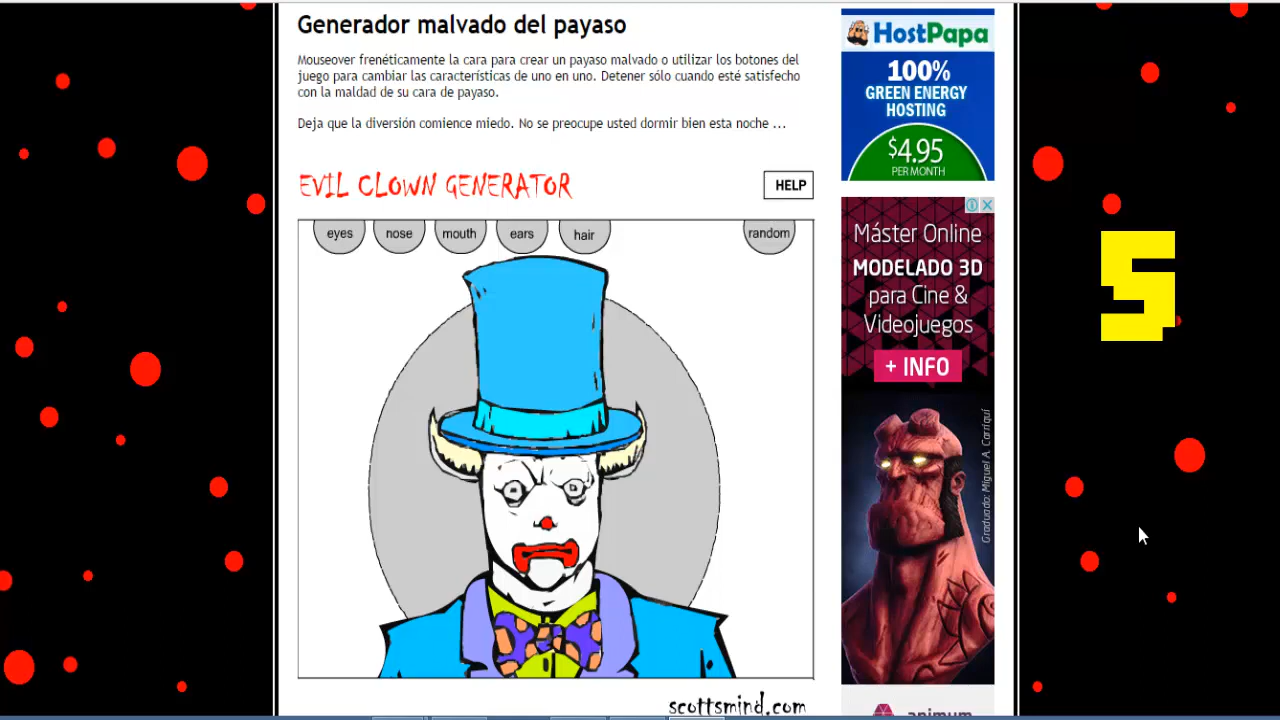 Generador malvado del payaso
Mouseover frenéticamente la cara para crear un payaso malvado o utilizar los botones del
juego para cambiar las características de uno en uno. Detener sólo cuando esté satisfecho
con la maldad de su cara de payaso.
Deja que la diversión comience miedo. No se preocupe usted dormir bien esta noche ...
EVIL CLOWN GENERATOR
HELP
eyes
nose
mouth
ears
hair
random
scottsmind.com
HostPapa
100%
GREEN ENERGY
HOSTING
$4.95
PER MONTH
Máster Online
MODELADO 3D
para Cine &
Videojuegos
+ INFO
Graduado: Miguel A. Carriquí
animum
5